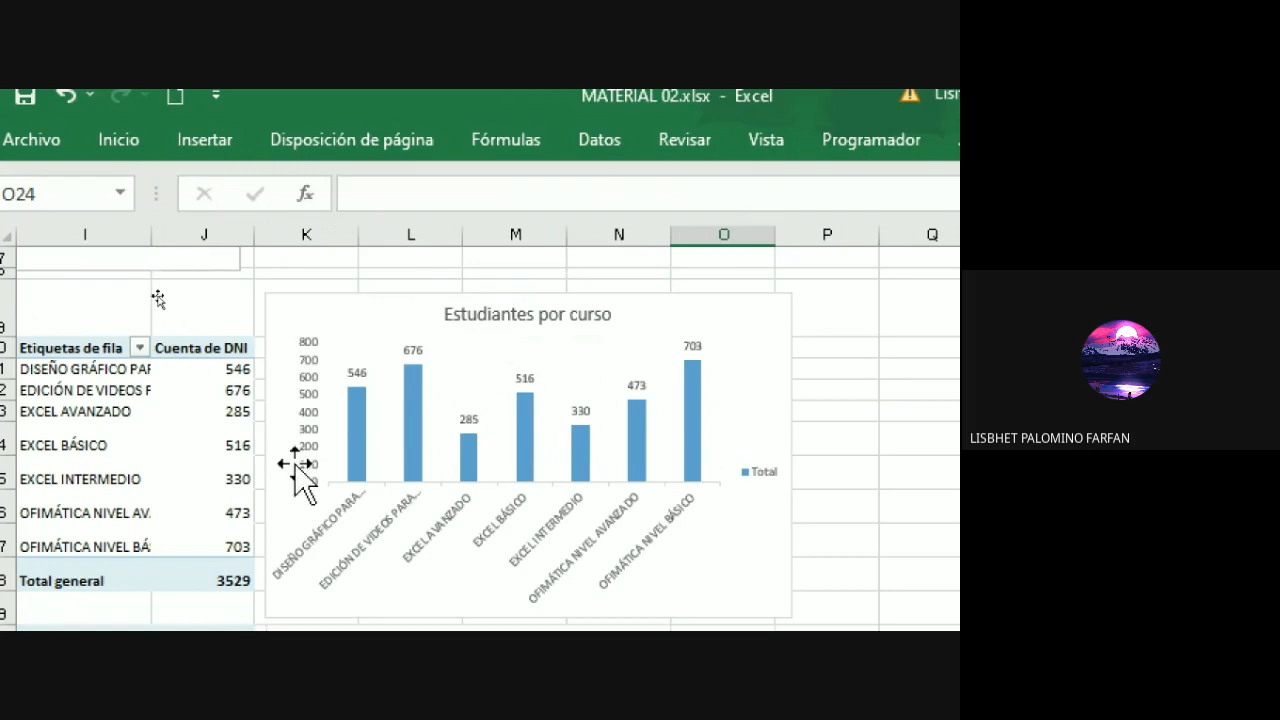 MATERIAL 02.xlsx - Excel
Archivo Inicio Insertar Disposición de página Fórmulas Datos Revisar Vista Programador
O24 fx
I J K L M N O P Q
Etiquetas de fila Cuenta de DNI
DISEÑO GRÁFICO PAR 546
EDICIÓN DE VIDEOS P 676
EXCEL AVANZADO 285
EXCEL BÁSICO 516
EXCEL INTERMEDIO 330
OFIMÁTICA NIVEL AV 473
OFIMÁTICA NIVEL BÁ 703
Total general 3529
Estudiantes por curso
800
700
600
500
400
300
200
546 676 285 516 330 473 703
DISEÑO GRÁFICO PARA...
EDICIÓN DE VIDEOS PARA...
EXCEL AVANZADO
EXCEL BÁSICO
EXCEL INTERMEDIO
OFIMÁTICA NIVEL AVANZADO
OFIMÁTICA NIVEL BÁSICO
Total
LISBHET PALOMINO FARFAN